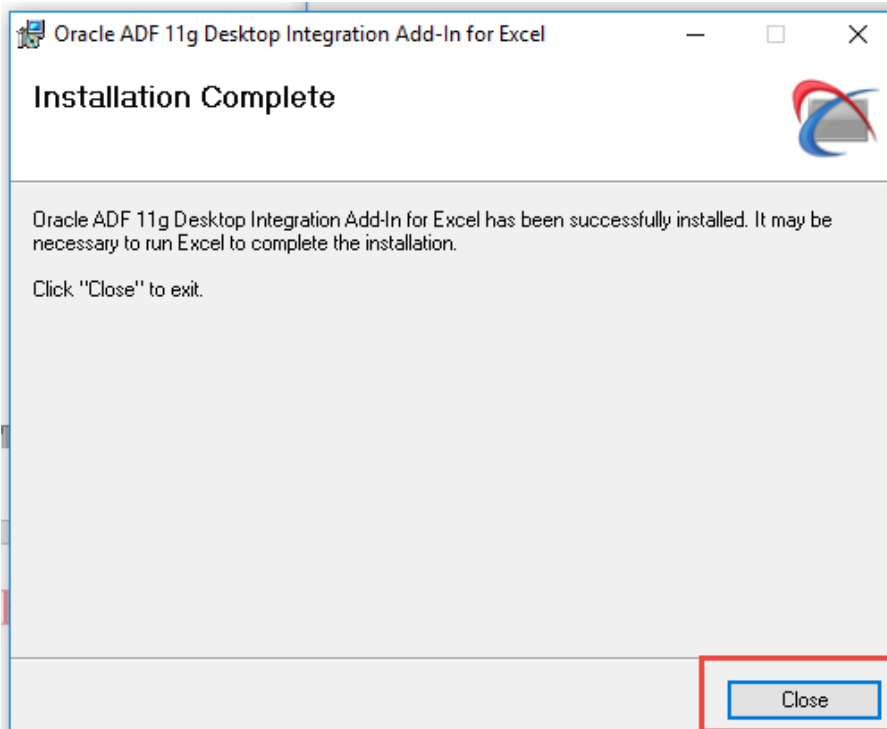 Oracle ADF 11g Desktop Integration Add-In for Excel
Installation Complete
Oracle ADF 11g Desktop Integration Add-In for Excel has been successfully installed. It may be
necessary to run Excel to complete the installation.
Click "Close" to exit.
Close